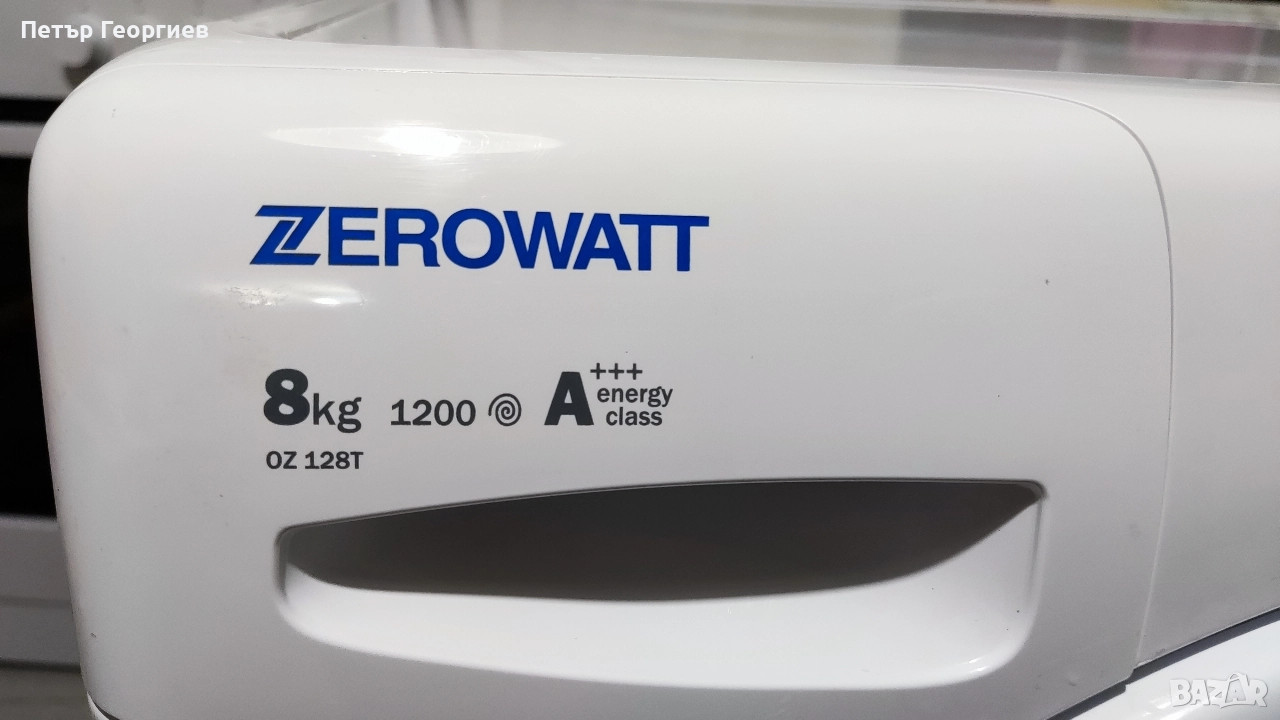 Петър Георгиев
ZEROWATT
8kg 1200 A+++ energy class
OZ 128T
BAZAR